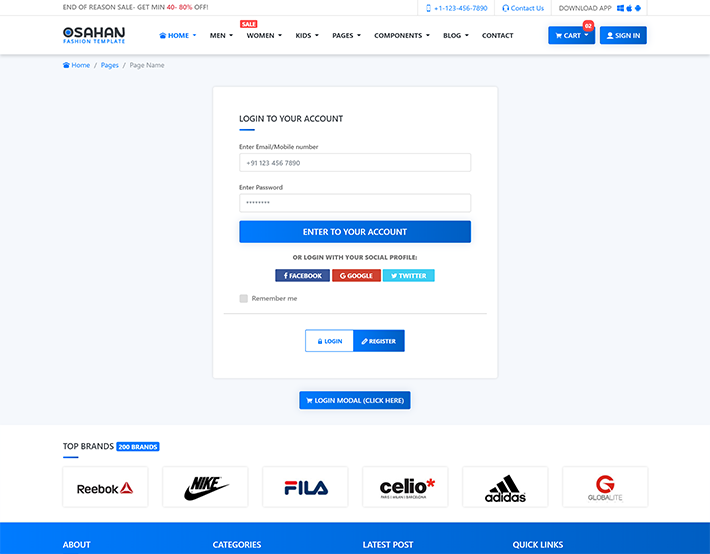 END OF REASON SALE- GET MIN 40- 80% OFF!
+1-123-456-7890
Contact Us
DOWNLOAD APP
OSAHAN
FASHION TEMPLATE
HOME
MEN
SALE
WOMEN
KIDS
PAGES
COMPONENTS
BLOG
CONTACT
CART
02
SIGN IN
Home / Pages / Page Name
LOGIN TO YOUR ACCOUNT
Enter Email/Mobile number
+91 123 456 7890
Enter Password
********
ENTER TO YOUR ACCOUNT
OR LOGIN WITH YOUR SOCIAL PROFILE:
FACEBOOK
GOOGLE
TWITTER
Remember me
LOGIN
REGISTER
LOGIN MODAL (CLICK HERE)
TOP BRANDS 200 BRANDS
Reebok
NIKE
FILA
celio*
PARIS | MILAN | BARCELONA
adidas
G
GLOBALITE
ABOUT
CATEGORIES
LATEST POST
QUICK LINKS